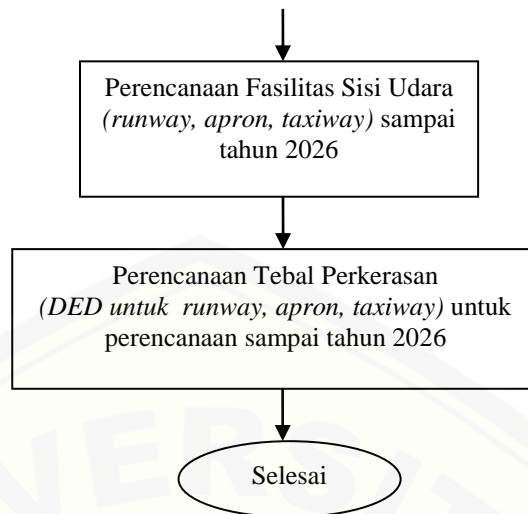 Perencanaan Fasilitas Sisi Udara
(runway, apron, taxiway) sampai
tahun 2026
Perencanaan Tebal Perkerasan
(DED untuk runway, apron, taxiway) untuk
perencanaan sampai tahun 2026
Selesai